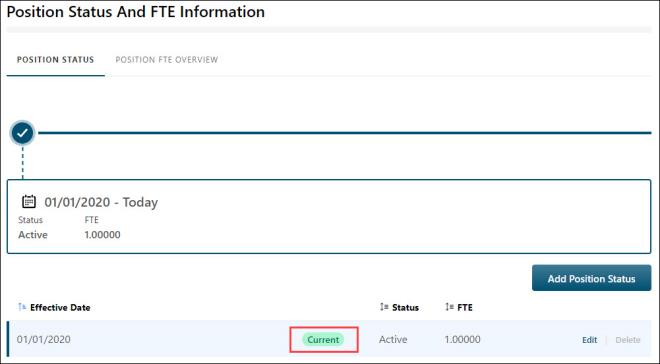 Position Status And FTE Information
POSITION STATUS POSITION FTE OVERVIEW
01/01/2020 - Today
Status FTE
Active 1.00000
Add Position Status
Effective Date Status FTE
01/01/2020 Current Active 1.00000 Edit | Delete